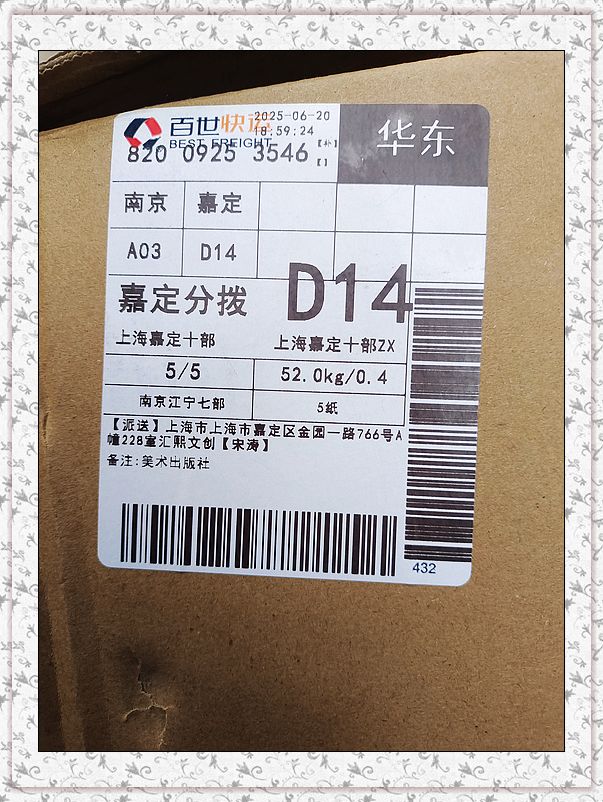 百世快运 2025-06-20
BEST FREIGHT 18:59:24
820 0925 3546 【补】
【】
华东
南京 嘉定
A03 D14
嘉定分拨 D14
上海嘉定十部 上海嘉定十部ZX
5/5 52.0kg/0.4
南京江宁七部 5纸
【派送】上海市上海市嘉定区金园一路766号A
幢228室汇熙文创【宋涛】
备注:美术出版社
432